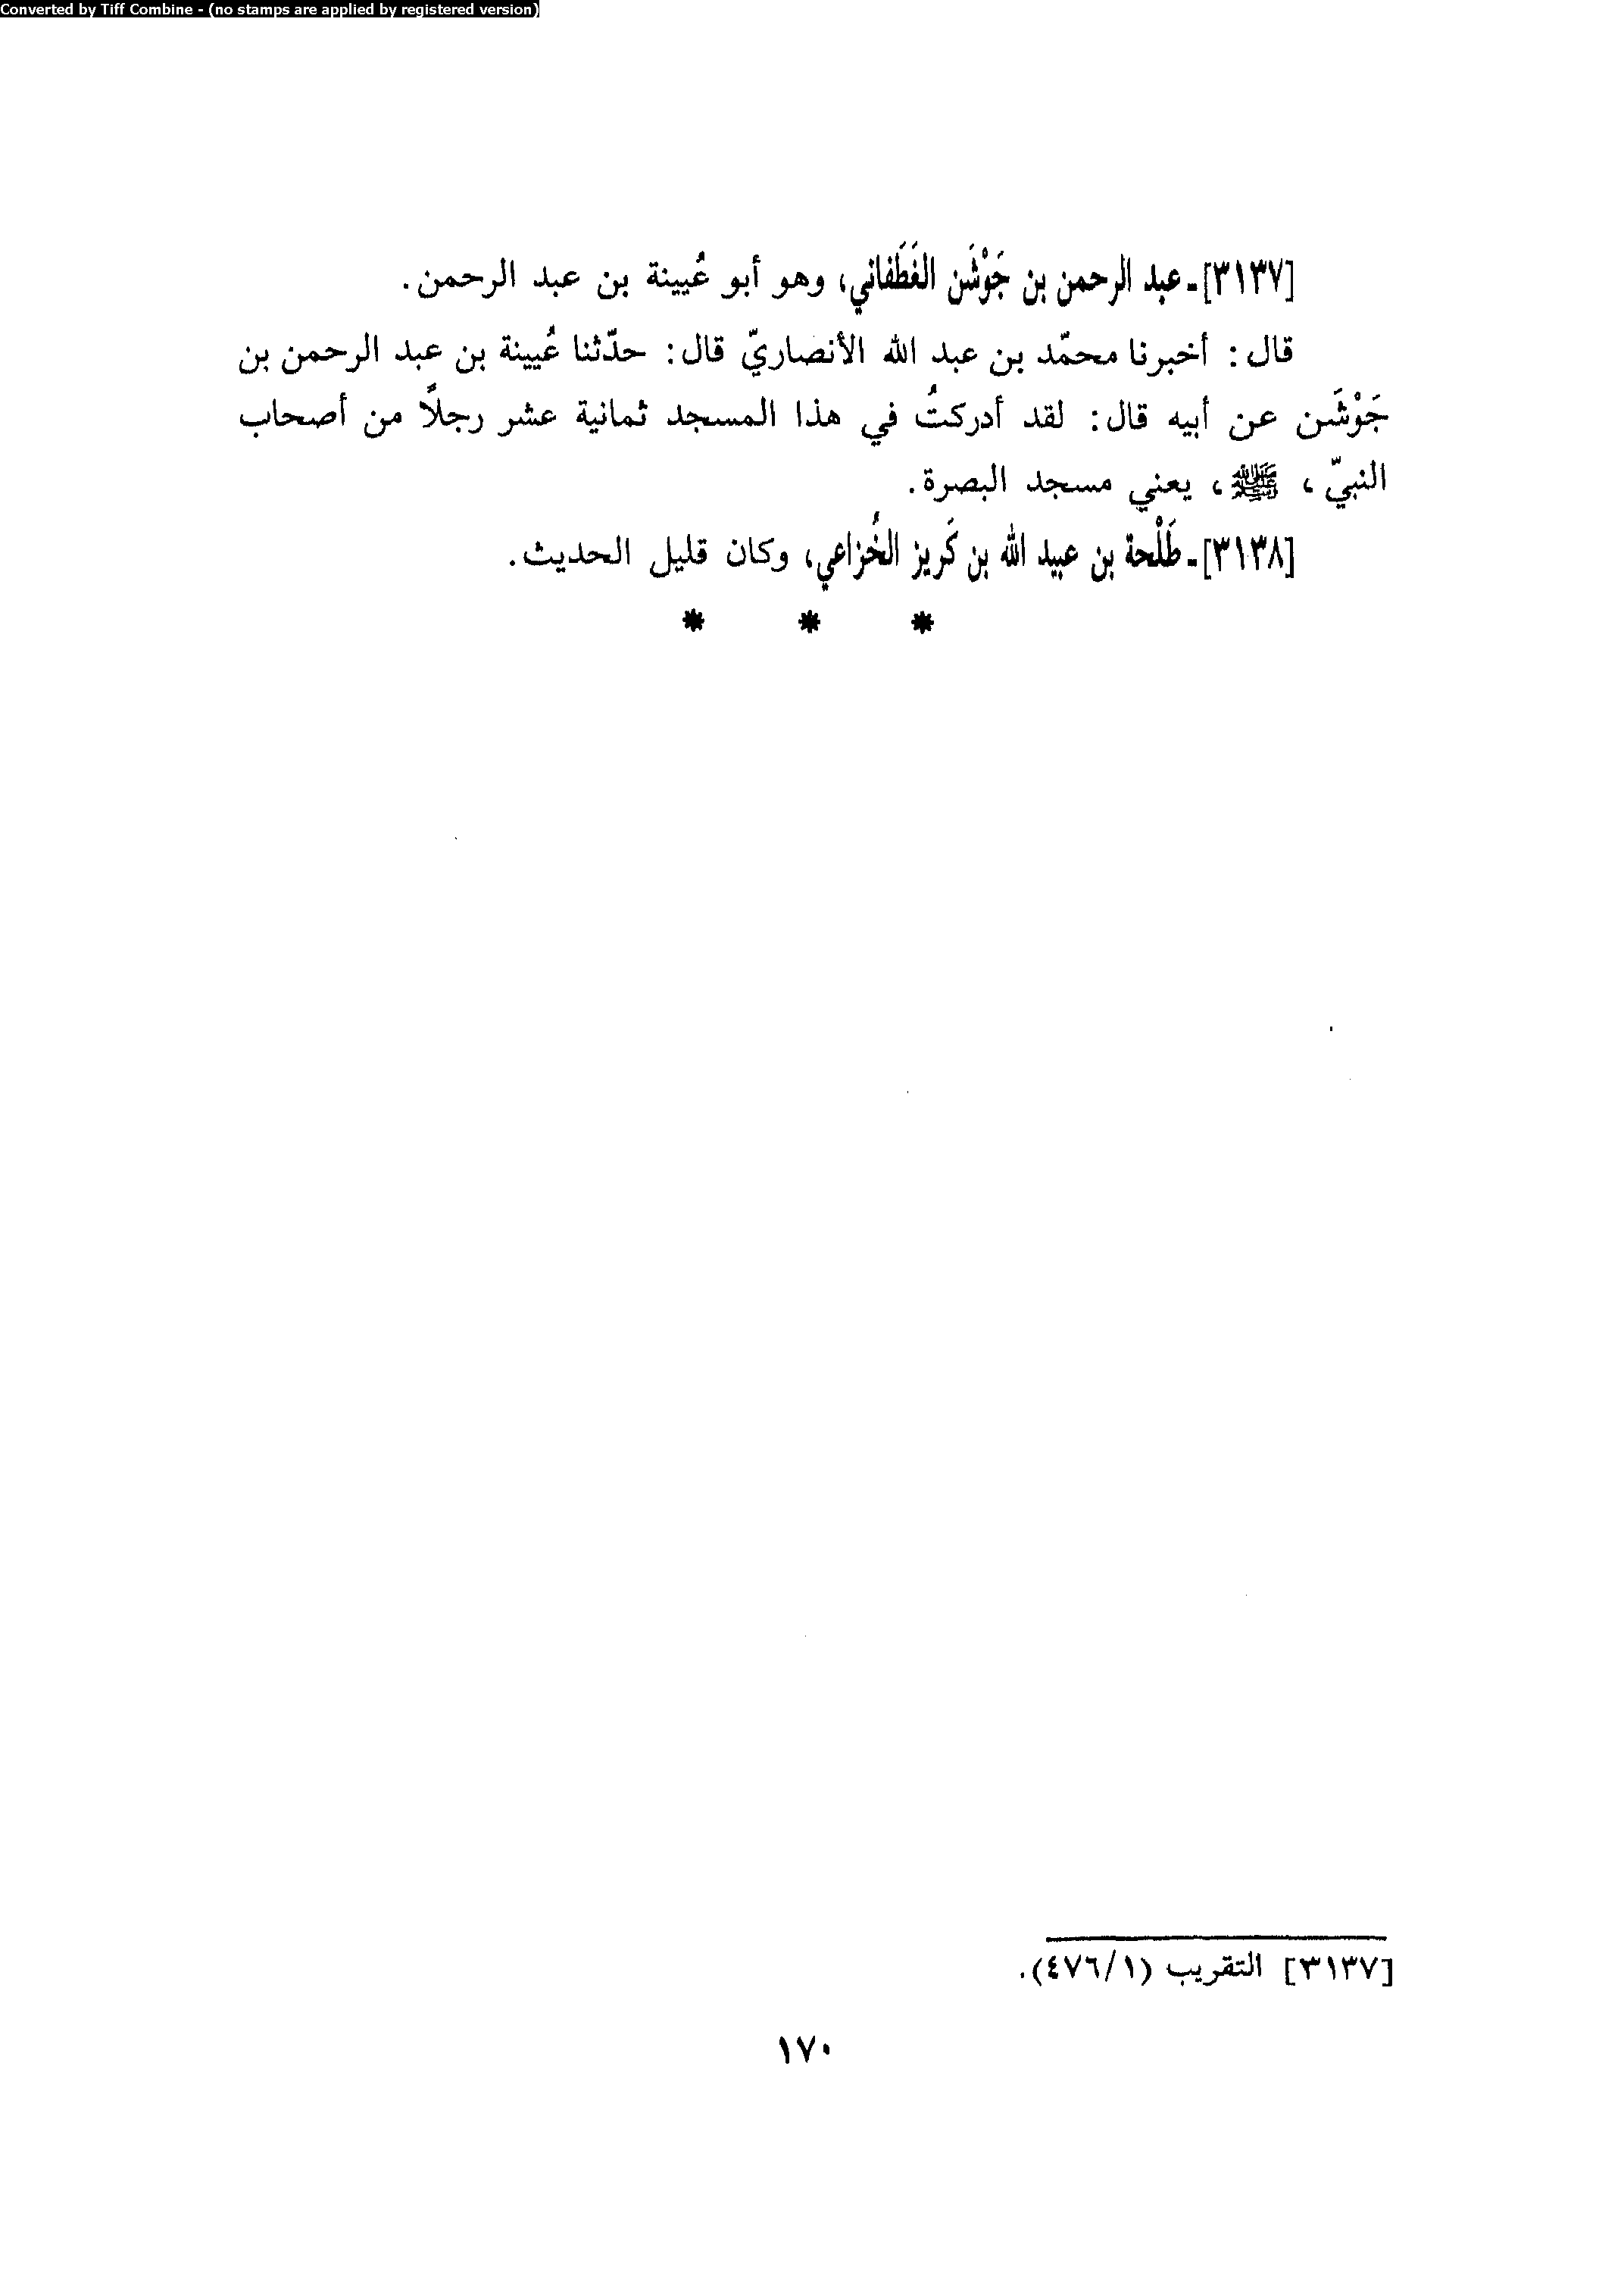 Converted by Tiff Combine - (no stamps are applied by registered version)
[٣١٣٧]ـ عبد الرحمن بن جَوْشَن الغَطَفاني، وهو أبو عُيينة بن عبد الرحمن.
قال: أخبرنا محمّد بن عبد الله الأنصاريّ قال: حدّثنا عُيينة بن عبد الرحمن بن
جَوْشَن عن أبيه قال: لقد أدركتُ في هذا المسجد ثمانية عشر رجلاً من أصحاب
النبيّ، ﷺ، يعني مسجد البصرة.
[٣١٣٨]ـ طَلْحة بن عبيد الله بن كَريز الخُزاعي، وكان قليل الحديث.
* * *
[٣١٣٧] التقريب (٤٧٦/١).
١٧٠